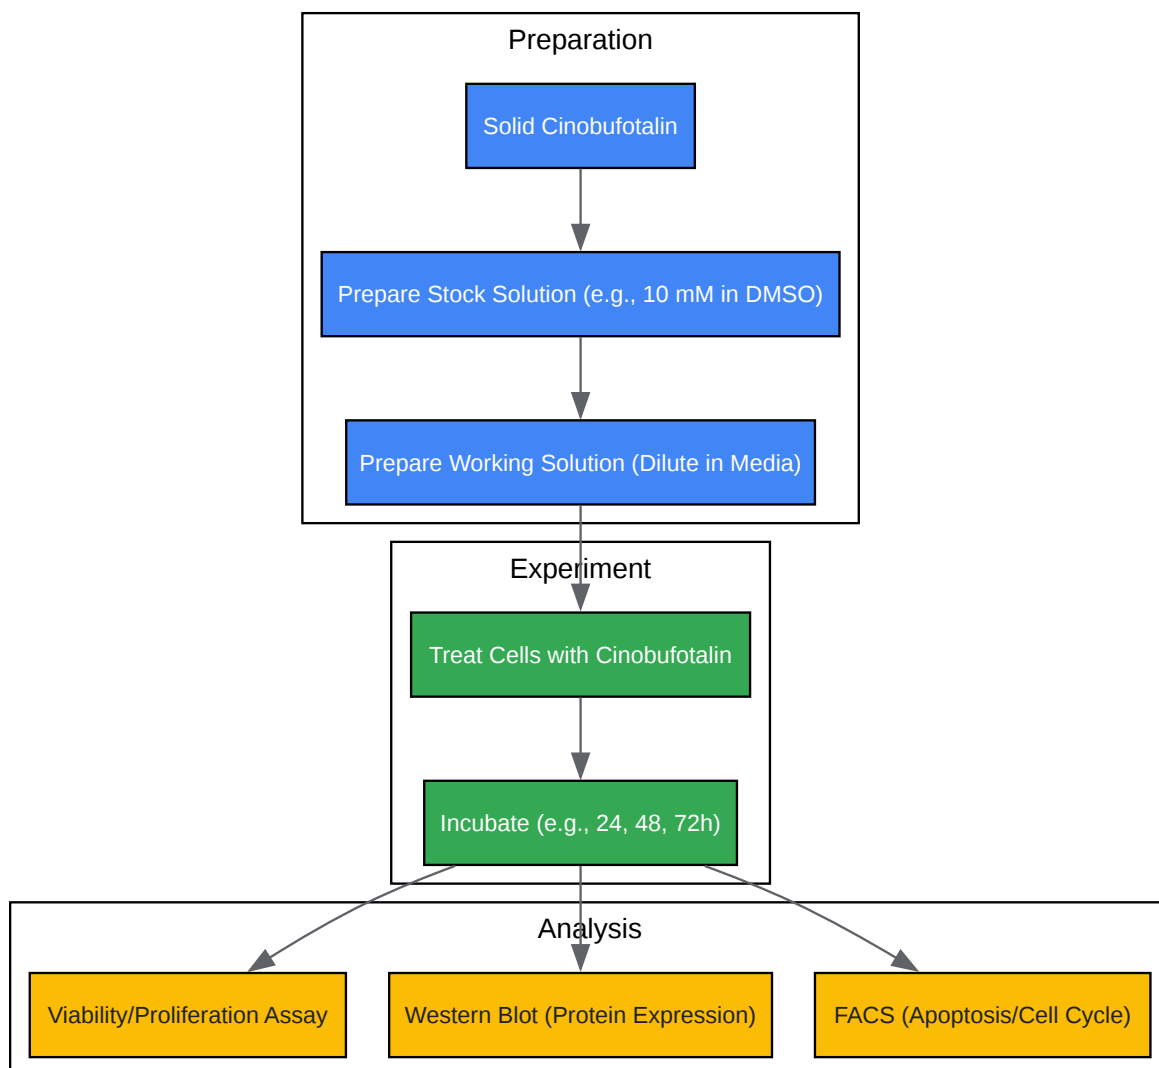 Preparation
Solid Cinobufotalin
Prepare Stock Solution (e.g., 10 mM in DMSO)
Prepare Working Solution (Dilute in Media)
Experiment
Treat Cells with Cinobufotalin
Incubate (e.g., 24, 48, 72h)
Analysis
Viability/Proliferation Assay
Western Blot (Protein Expression)
FACS (Apoptosis/Cell Cycle)